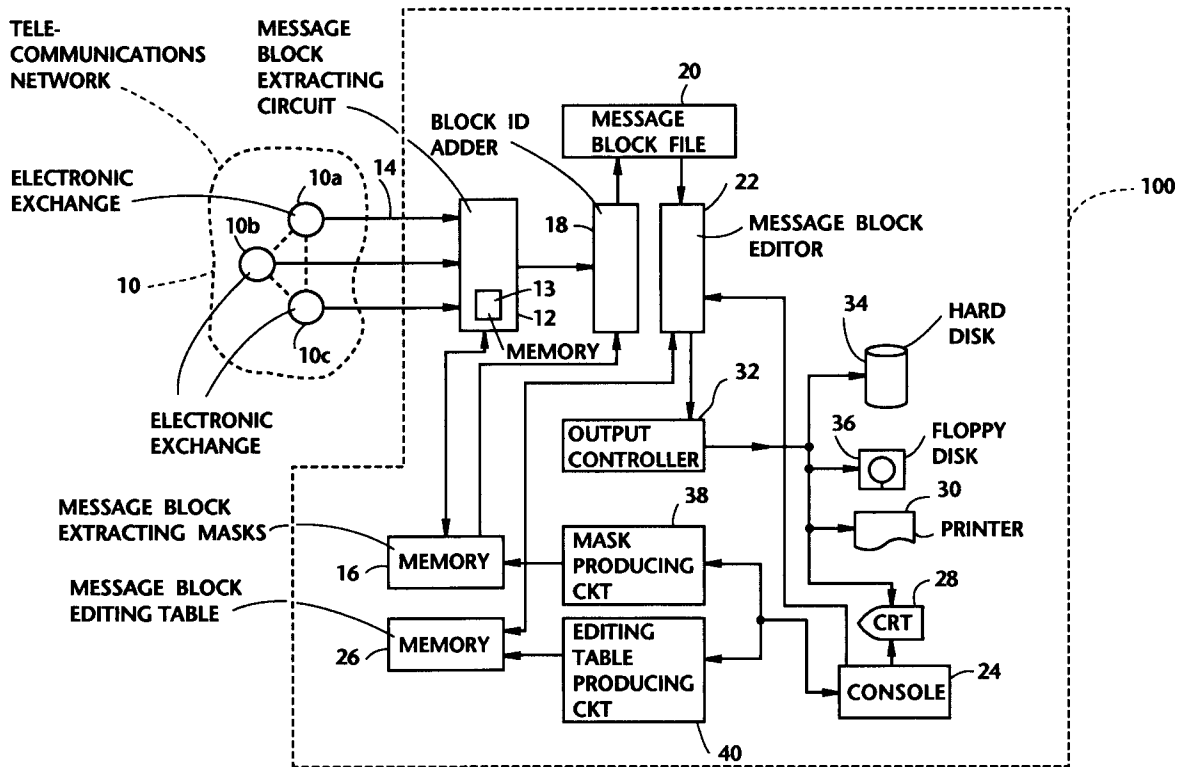 TELE-
COMMUNICATIONS
NETWORK
MESSAGE
BLOCK
EXTRACTING
CIRCUIT
BLOCK ID
ADDER
20
MESSAGE
BLOCK FILE
ELECTRONIC
EXCHANGE
10a
14
10b
10
10c
18
22
MESSAGE BLOCK
EDITOR
100
13
12
MEMORY
34
HARD
DISK
ELECTRONIC
EXCHANGE
32
OUTPUT
CONTROLLER
36
FLOPPY
DISK
30
PRINTER
MESSAGE BLOCK
EXTRACTING MASKS
16
MEMORY
38
MASK
PRODUCING
CKT
28
CRT
MESSAGE BLOCK
EDITING TABLE
26
MEMORY
EDITING
TABLE
PRODUCING
CKT
40
CONSOLE
24